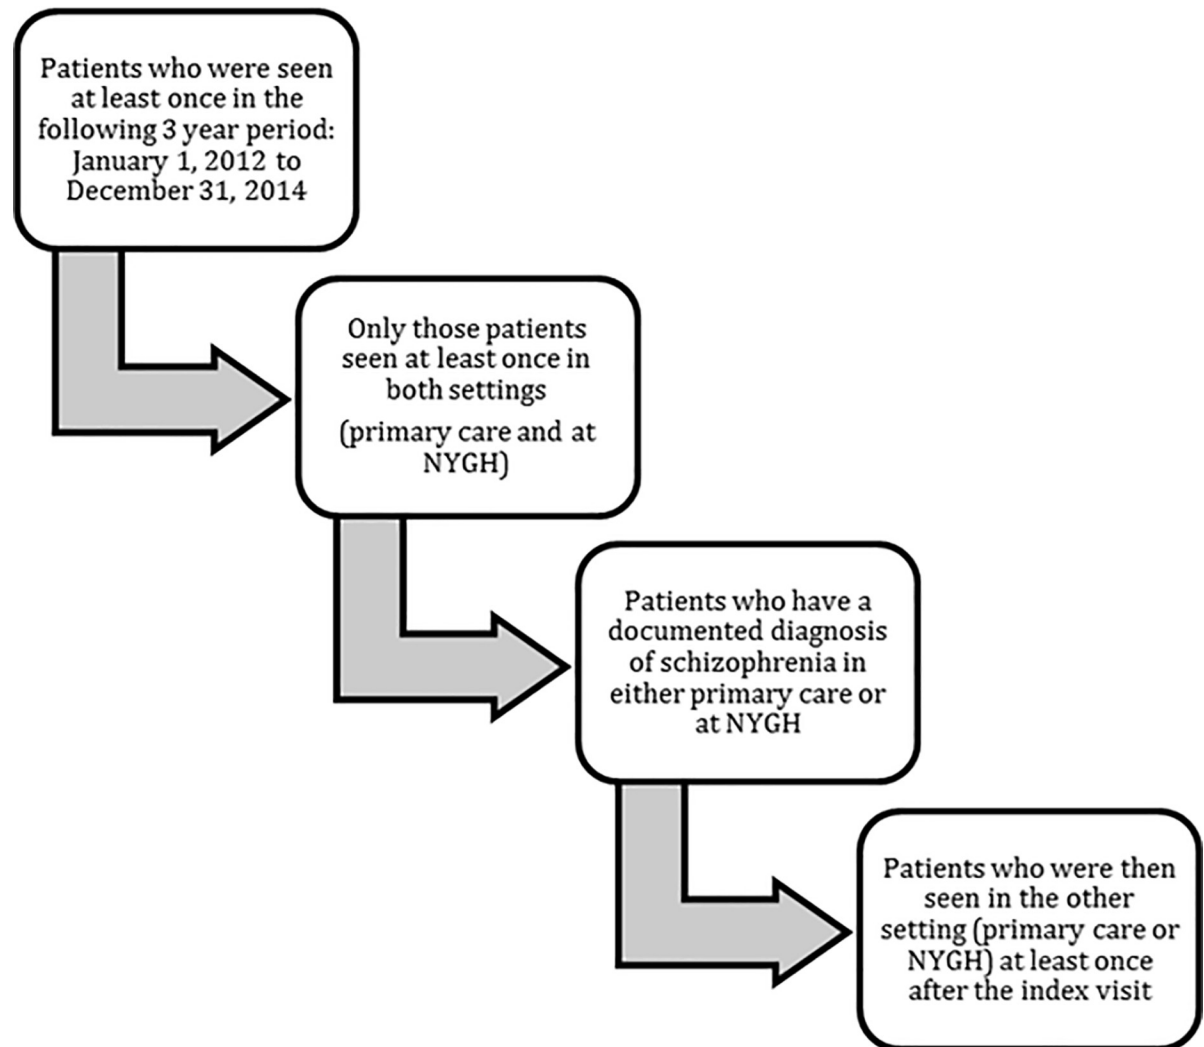 Patients who were seen
at least once in the
following 3 year period:
January 1, 2012 to
December 31, 2014
Only those patients
seen at least once in
both settings
(primary care and at
NYGH)
Patients who have a
documented diagnosis
of schizophrenia in
either primary care or
at NYGH
Patients who were then
seen in the other
setting (primary care or
NYGH) at least once
after the index visit